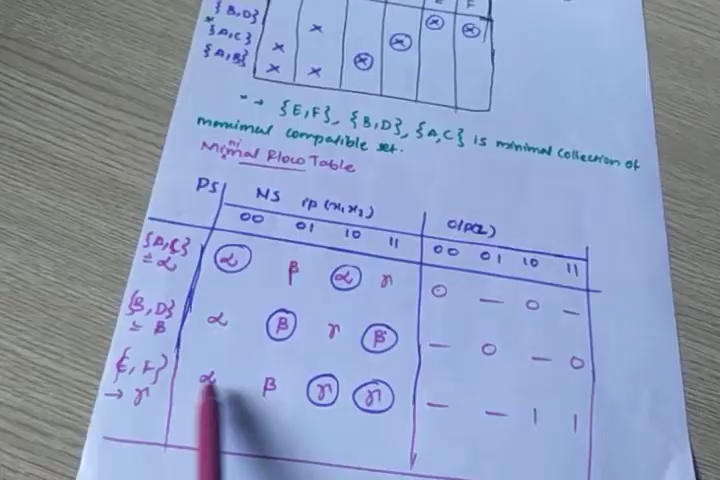 E F
{B,D} ⓧ ⓧ
{A,C} x x ⓧ
{A,B} x x ⓧ
→ {E,F}, {B,D}, {A,C} is minimal collection of
maximal compatible set.
Minimal Flow Table
PS NS i/p (x₁x₂) O/P(Z)
00 01 10 11 00 01 10 11
{A,C} α β α γ 0 — 0 —
≃ α
{B,D} α β γ β — 0 — 0
≃ β
{E,F} α β γ γ — — 1 1
→ γ